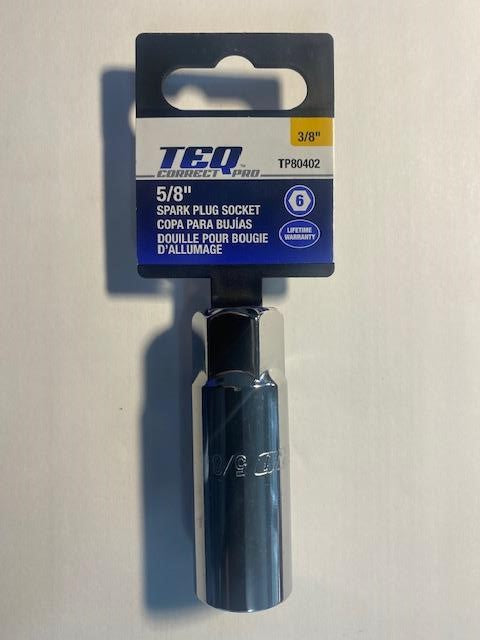 3/8"
TEQ™
CORRECT PRO
TP80402
5/8"
SPARK PLUG SOCKET
COPA PARA BUJÍAS
DOUILLE POUR BOUGIE
D'ALLUMAGE
6
LIFETIME
WARRANTY